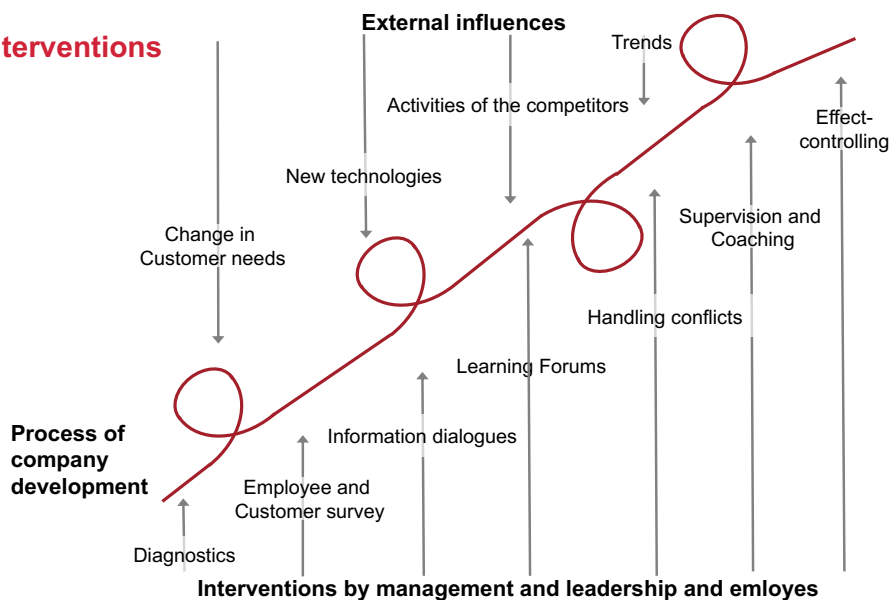 External influences
terventions
Trends
Activities of the competitors
Effect-
controlling
New technologies
Supervision and
Coaching
Change in
Customer needs
Handling conflicts
Learning Forums
Process of
company
development
Information dialogues
Employee and
Customer survey
Diagnostics
Interventions by management and leadership and emloyes